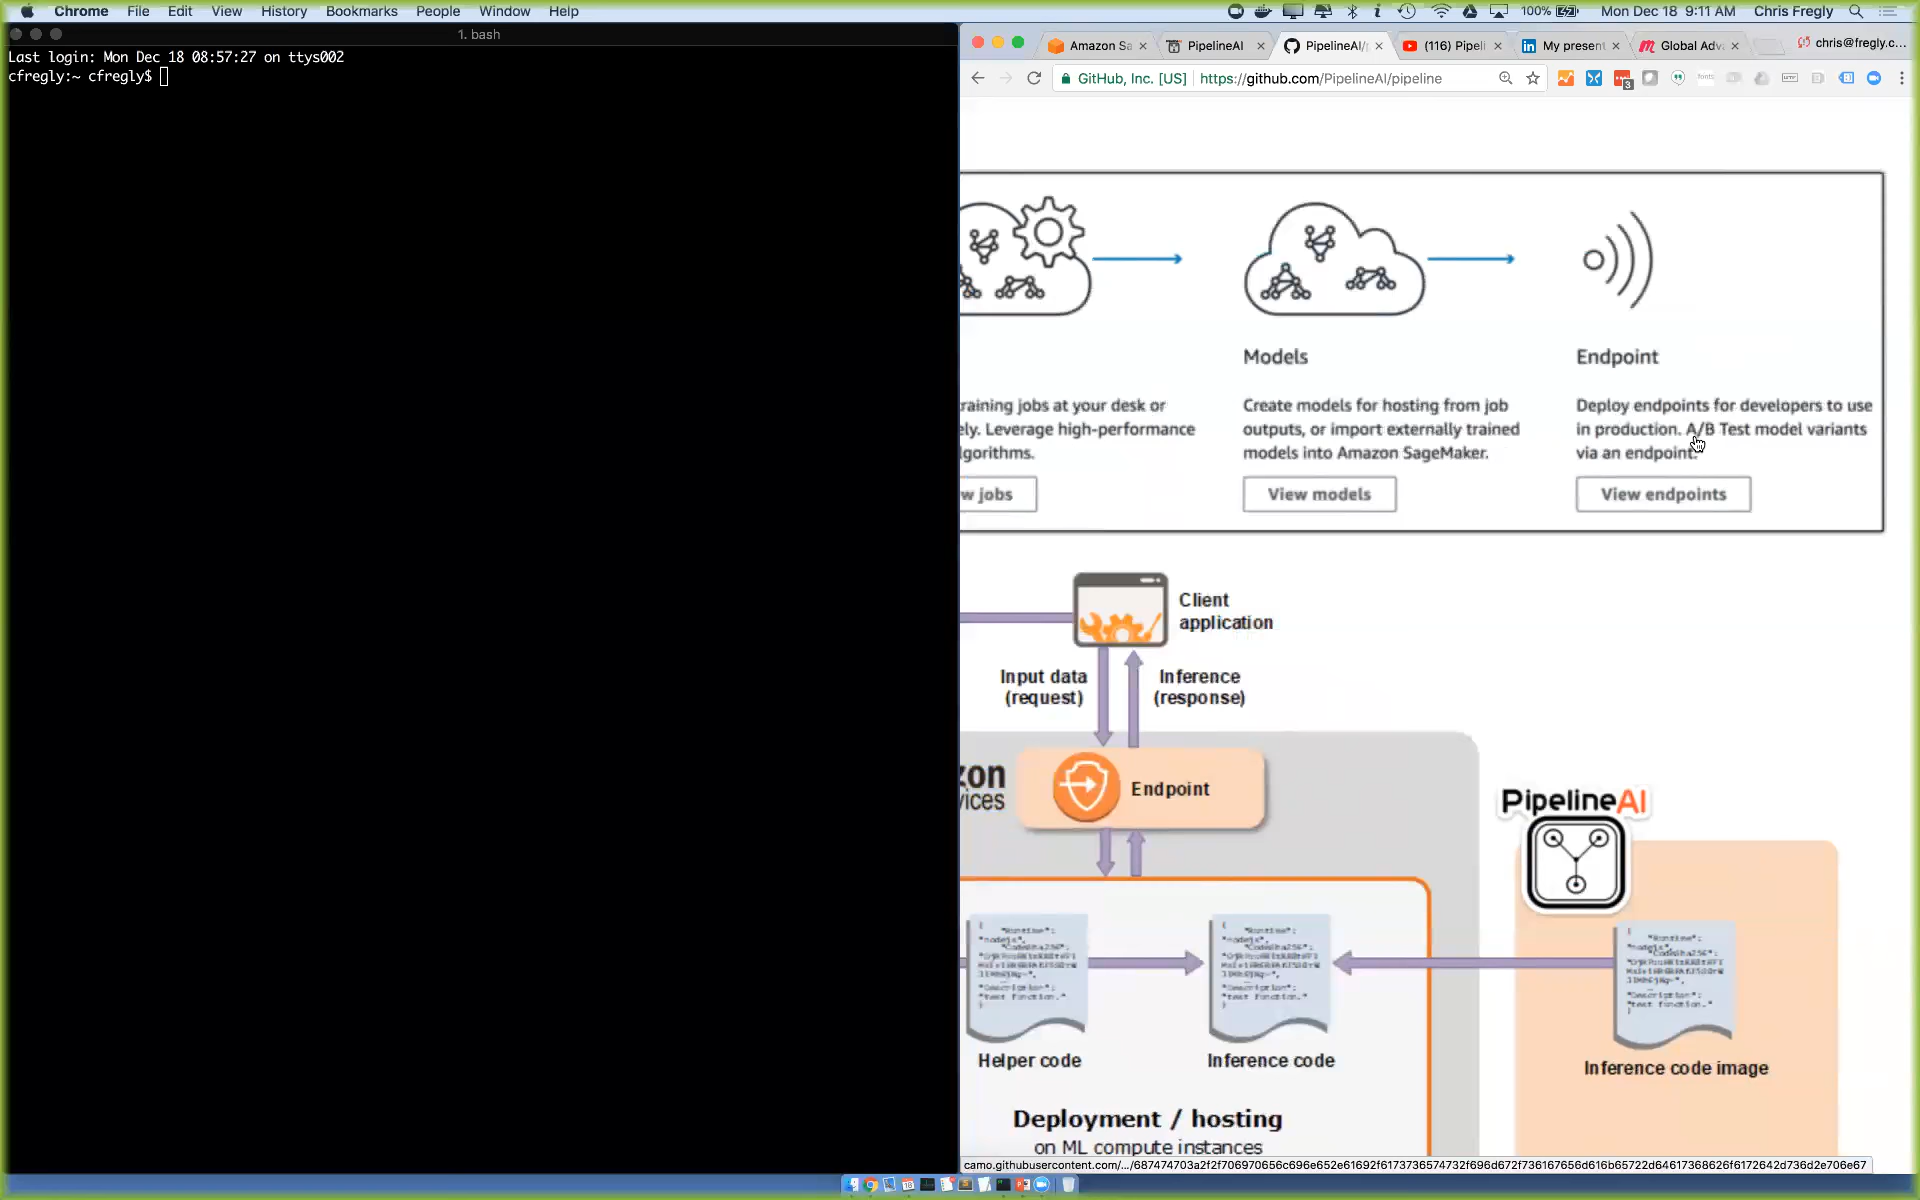 Chrome File Edit View History Bookmarks People Window Help
100% Mon Dec 18 9:11 AM Chris Fregly
1. bash
Last login: Mon Dec 18 08:57:27 on ttys002
cfregly:~ cfregly$
Amazon Sa
PipelineAI
PipelineAI/p
(116) Pipeli
My present
Global Adva
chris@fregly.c...
GitHub, Inc. [US] https://github.com/PipelineAI/pipeline
Models
Endpoint
raining jobs at your desk or
ely. Leverage high-performance
lgorithms.
w jobs
Create models for hosting from job
outputs, or import externally trained
models into Amazon SageMaker.
View models
Deploy endpoints for developers to use
in production. A/B Test model variants
via an endpoint.
View endpoints
Client
application
Input data
(request)
Inference
(response)
zon
vices
Endpoint
PipelineAI
Helper code
Inference code
Inference code image
Deployment / hosting
on ML compute instances